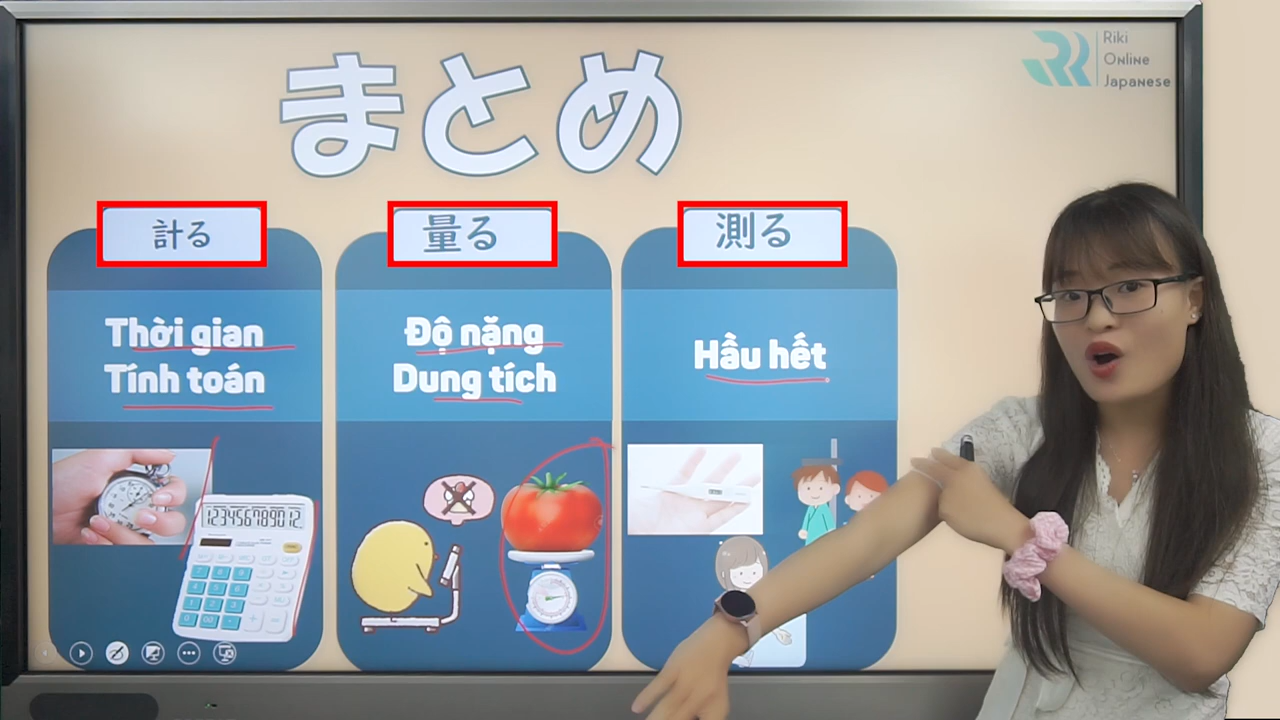 まとめ
Riki
Online
Japanese
計る
Thời gian
Tính toán
量る
Độ nặng
Dung tích
測る
Hầu hết
1234567890 12.